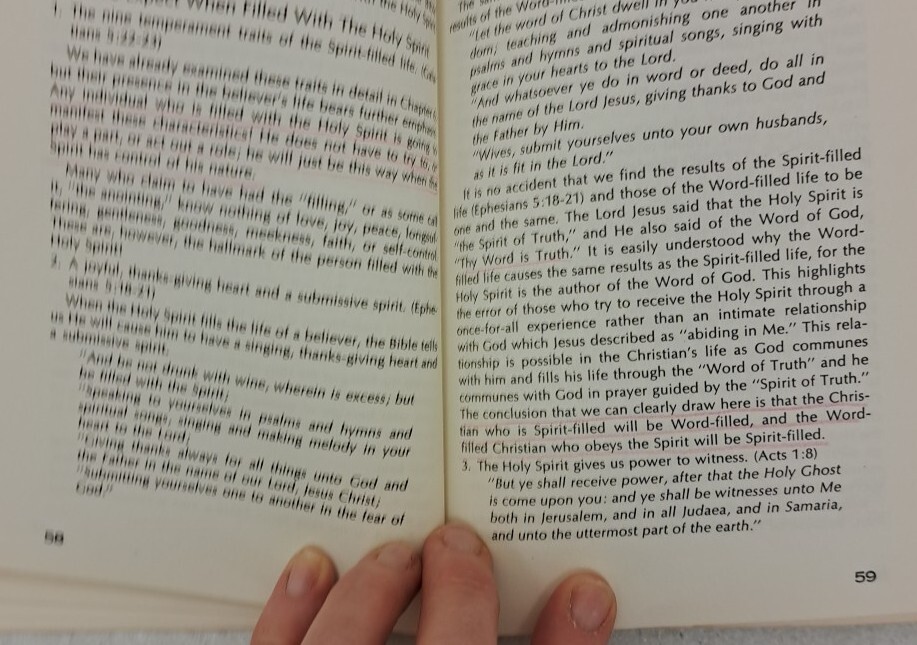 Expect When Filled With The Holy Spirit
1. The nine temperament traits of the Spirit-filled life. (Gala-
tians 5:22-23)
We have already examined these traits in detail in Chapter
but their presence in the believer's life bears further emphasis
Any individual who is filled with the Holy Spirit is going to
manifest these characteristics! He does not have to try to, or
play a part, or act out a role; he will just be this way when the
Spirit has control of his nature.
Many who claim to have had the "filling," or as some call
it, "the anointing," know nothing of love, joy, peace, longsuf-
fering, gentleness, goodness, meekness, faith, or self-control.
These are, however, the hallmark of the person filled with the
Holy Spirit!
2. A joyful, thanks-giving heart and a submissive spirit. (Ephe-
sians 5:18-21)
When the Holy Spirit fills the life of a believer, the Bible tells
us He will cause him to have a singing, thanks-giving heart and
a submissive spirit.
"And be not drunk with wine, wherein is excess; but
be filled with the Spirit;
"Speaking to yourselves in psalms and hymns and
spiritual songs, singing and making melody in your
heart to the Lord;
"Giving thanks always for all things unto God and
the Father in the name of our Lord, Jesus Christ;
"Submitting yourselves one to another in the fear of
God."
58
results of the Word-
"Let the word of Christ dwell in you
dom; teaching and admonishing one another in
psalms and hymns and spiritual songs, singing with
grace in your hearts to the Lord.
"And whatsoever ye do in word or deed, do all in
the name of the Lord Jesus, giving thanks to God and
the Father by Him.
"Wives, submit yourselves unto your own husbands,
as it is fit in the Lord."
It is no accident that we find the results of the Spirit-filled
life (Ephesians 5:18-21) and those of the Word-filled life to be
one and the same. The Lord Jesus said that the Holy Spirit is
"the Spirit of Truth," and He also said of the Word of God,
"Thy Word is Truth." It is easily understood why the Word-
filled life causes the same results as the Spirit-filled life, for the
Holy Spirit is the author of the Word of God. This highlights
the error of those who try to receive the Holy Spirit through a
once-for-all experience rather than an intimate relationship
with God which Jesus described as "abiding in Me." This rela-
tionship is possible in the Christian's life as God communes
with him and fills his life through the "Word of Truth" and he
communes with God in prayer guided by the "Spirit of Truth."
The conclusion that we can clearly draw here is that the Chris-
tian who is Spirit-filled will be Word-filled, and the Word-
filled Christian who obeys the Spirit will be Spirit-filled.
3. The Holy Spirit gives us power to witness. (Acts 1:8)
"But ye shall receive power, after that the Holy Ghost
is come upon you: and ye shall be witnesses unto Me
both in Jerusalem, and in all Judaea, and in Samaria,
and unto the uttermost part of the earth."
59